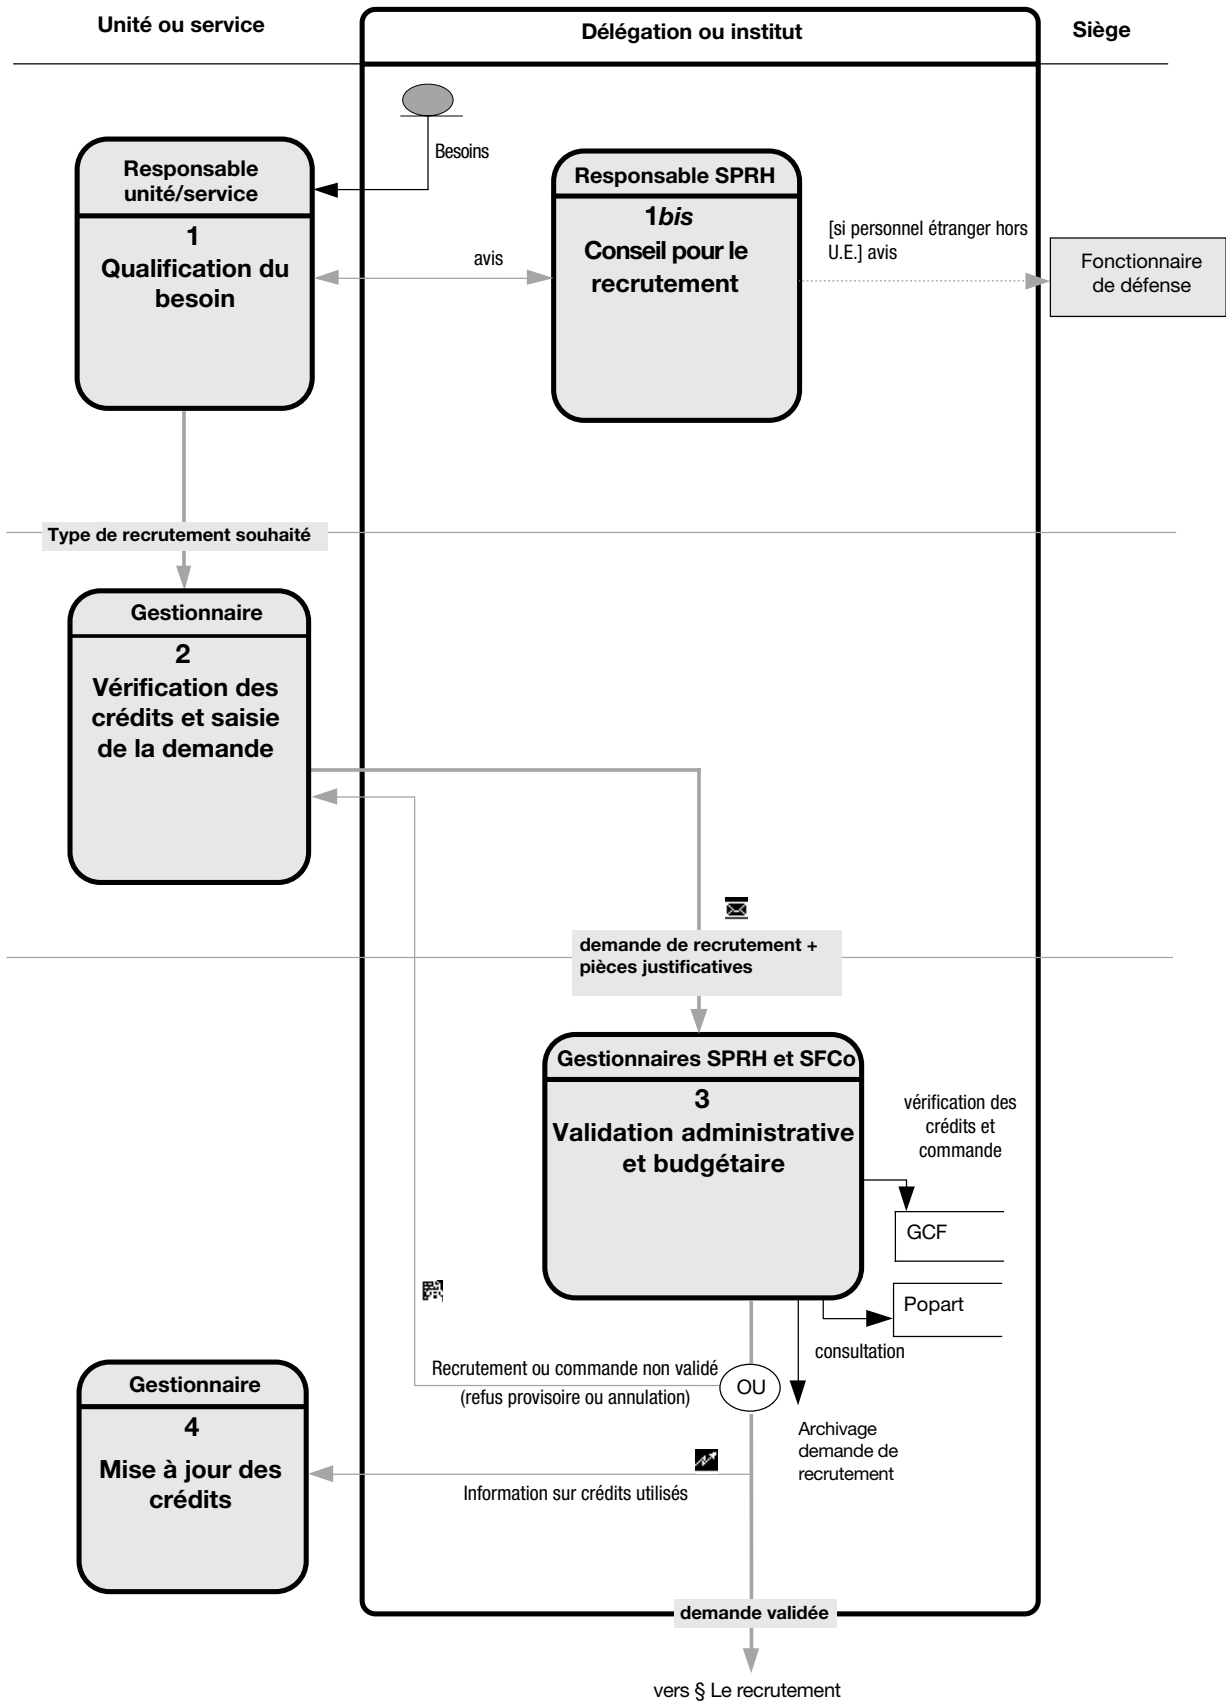 Unité ou service
Délégation ou institut
Siège
Besoins
Responsable
unité/service
1
Qualification du
besoin
avis
Responsable SPRH
1bis
Conseil pour le
recrutement
[si personnel étranger hors
U.E.] avis
Fonctionnaire
de défense
Type de recrutement souhaité
Gestionnaire
2
Vérification des
crédits et saisie
de la demande
demande de recrutement +
pièces justificatives
Gestionnaires SPRH et SFCo
3
Validation administrative
et budgétaire
vérification des
crédits et
commande
GCF
Popart
consultation
Recrutement ou commande non validé
(refus provisoire ou annulation)
OU
Archivage
demande de
recrutement
Gestionnaire
4
Mise à jour des
crédits
Information sur crédits utilisés
demande validée
vers § Le recrutement